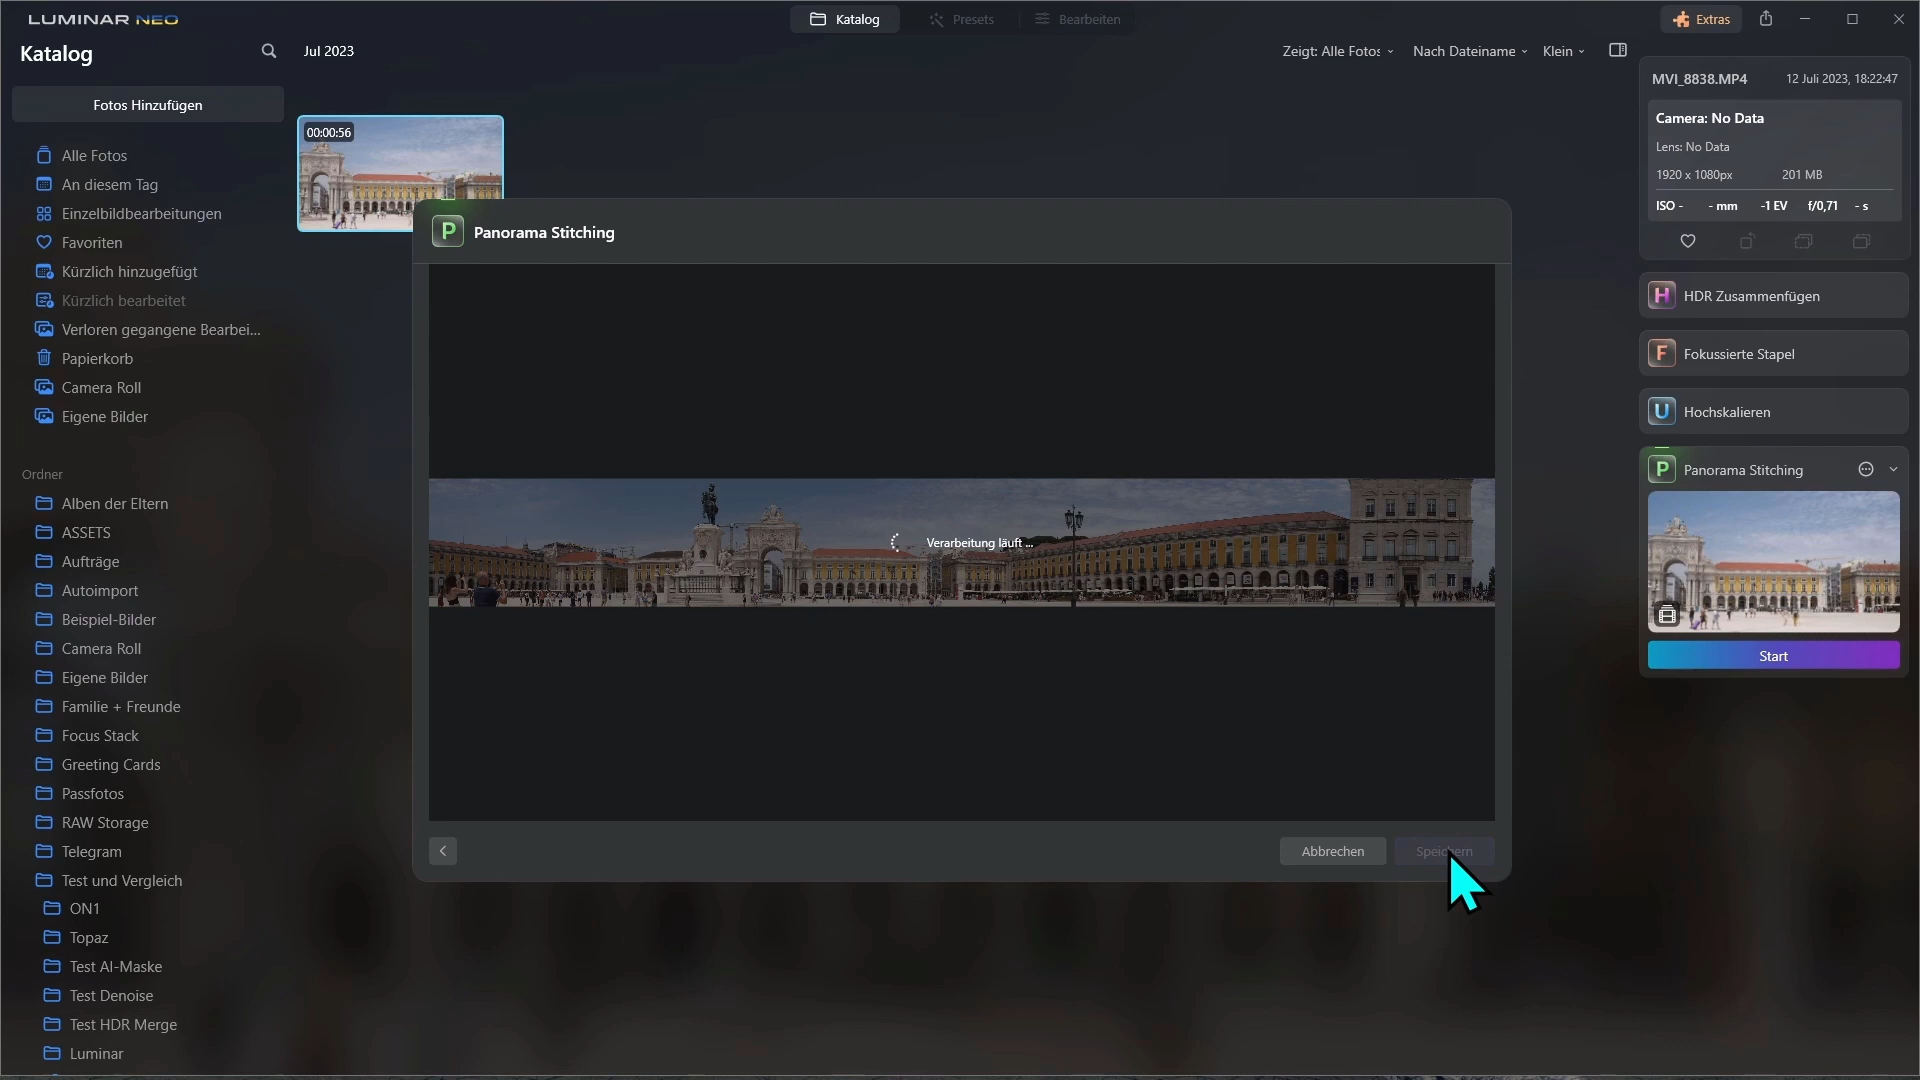 LUMINAR NEO
Katalog
Presets
Bearbeiten
Extras
Katalog
Jul 2023
Zeigt: Alle Fotos
Nach Dateiname
Klein
Fotos Hinzufügen
Alle Fotos
An diesem Tag
Einzelbildbearbeitungen
Favoriten
Kürzlich hinzugefügt
Kürzlich bearbeitet
Verloren gegangene Bearbei...
Papierkorb
Camera Roll
Eigene Bilder
Ordner
Alben der Eltern
ASSETS
Aufträge
Autoimport
Beispiel-Bilder
Camera Roll
Eigene Bilder
Familie + Freunde
Focus Stack
Greeting Cards
Passfotos
RAW Storage
Telegram
Test und Vergleich
ON1
Topaz
Test AI-Maske
Test Denoise
Test HDR Merge
Luminar
00:00:56
P Panorama Stitching
Verarbeitung läuft ...
Abbrechen
Speichern
MVI_8838.MP4 12 Juli 2023, 18:22:47
Camera: No Data
Lens: No Data
1920 x 1080px 201 MB
ISO - - mm -1 EV f/0,71 - s
H HDR Zusammenfügen
F Fokussierte Stapel
U Hochskalieren
P Panorama Stitching
Start